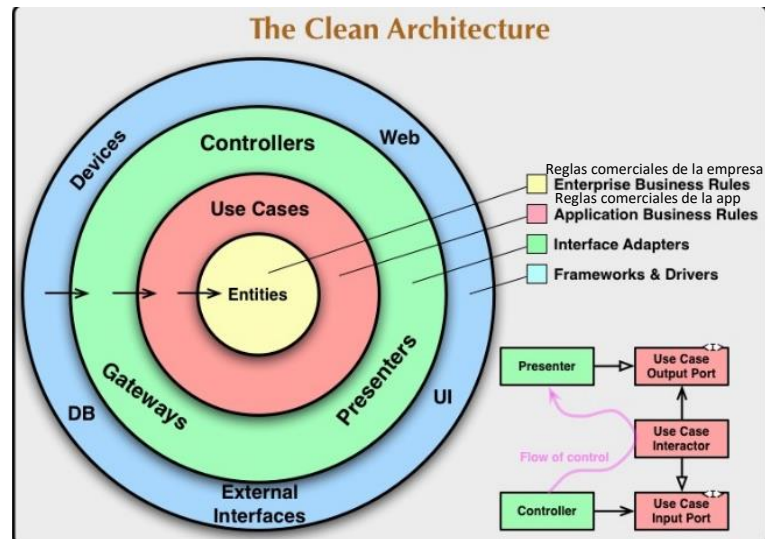 The Clean Architecture
Devices
Web
Controllers
Use Cases
Entities
Gateways
Presenters
DB
UI
External
Interfaces
Reglas comerciales de la empresa
Enterprise Business Rules
Reglas comerciales de la app
Application Business Rules
Interface Adapters
Frameworks & Drivers
Presenter
<I>
Use Case
Output Port
Use Case
Interactor
Flow of control
Controller
<I>
Use Case
Input Port